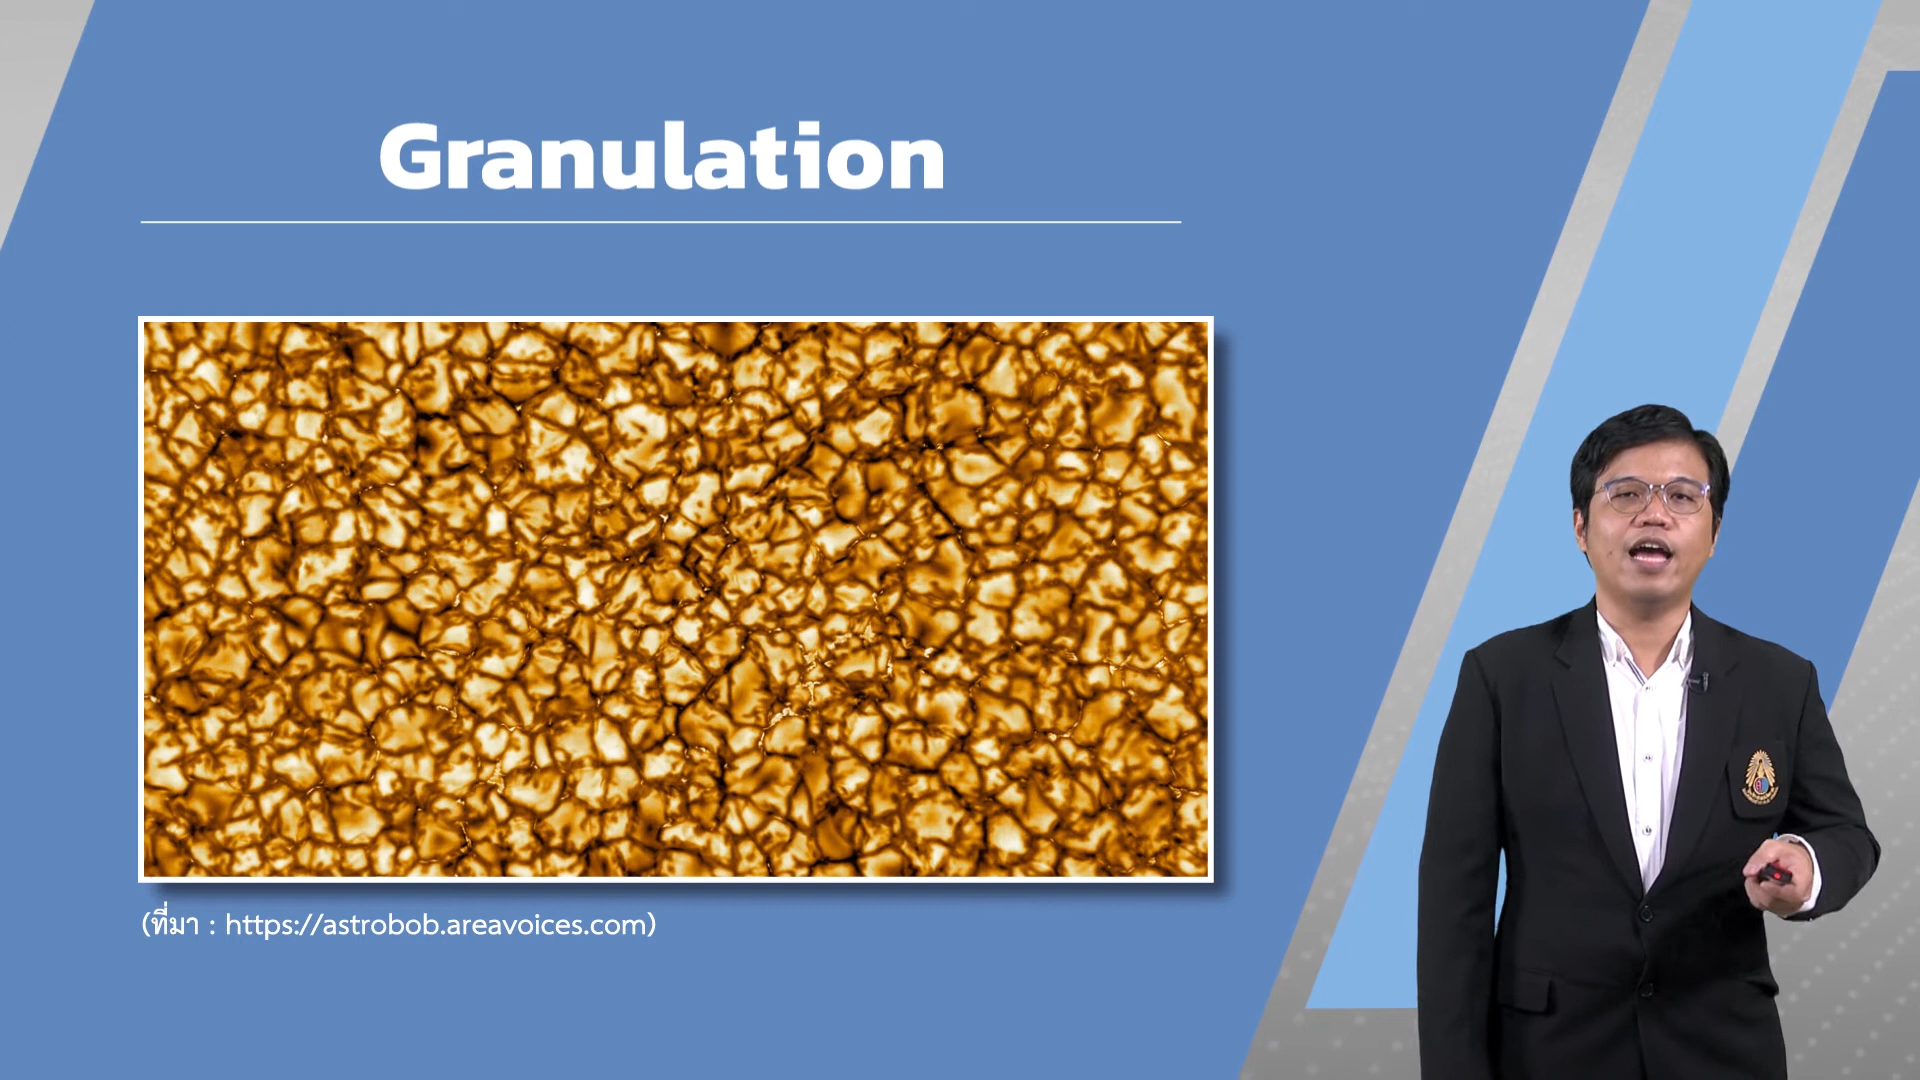 Granulation
(ที่มา : https://astrobob.areavoices.com)